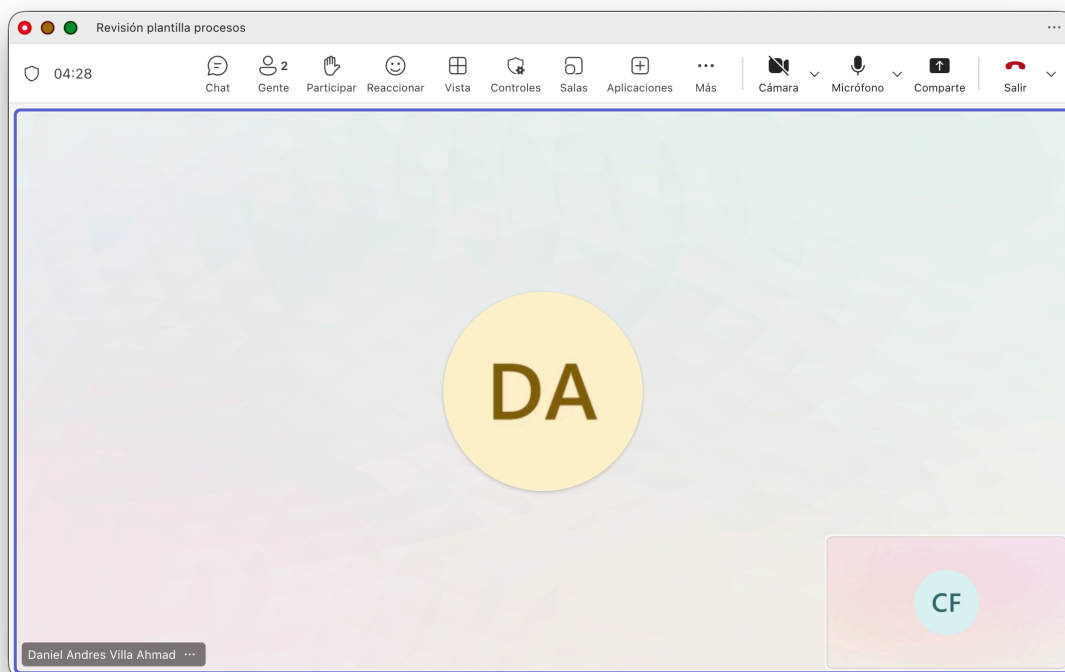 Revisión plantilla procesos
04:28
2
Chat Gente Participar Reaccionar Vista Controles Salas Aplicaciones Más Cámara Micrófono Comparte Salir
DA
CF
Daniel Andres Villa Ahmad